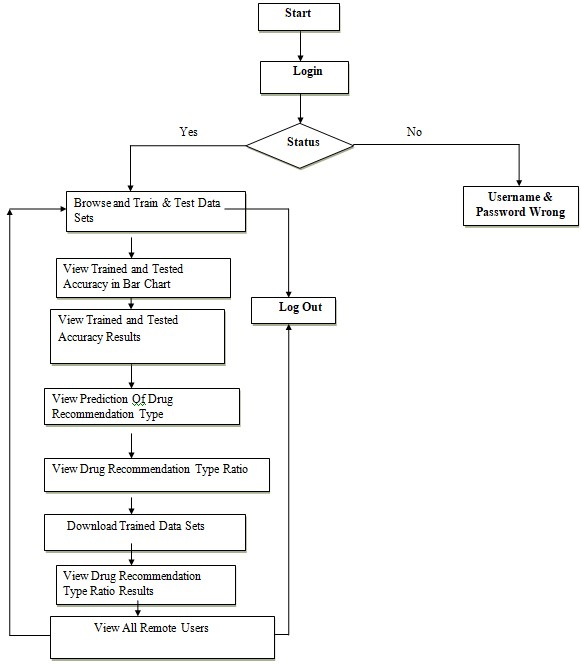 Start
Login
Status
Yes
No
Browse and Train & Test Data
Sets
Username &
Password Wrong
View Trained and Tested
Accuracy in Bar Chart
Log Out
View Trained and Tested
Accuracy Results
View Prediction Of Drug
Recommendation Type
View Drug Recommendation Type Ratio
Download Trained Data Sets
View Drug Recommendation
Type Ratio Results
View All Remote Users